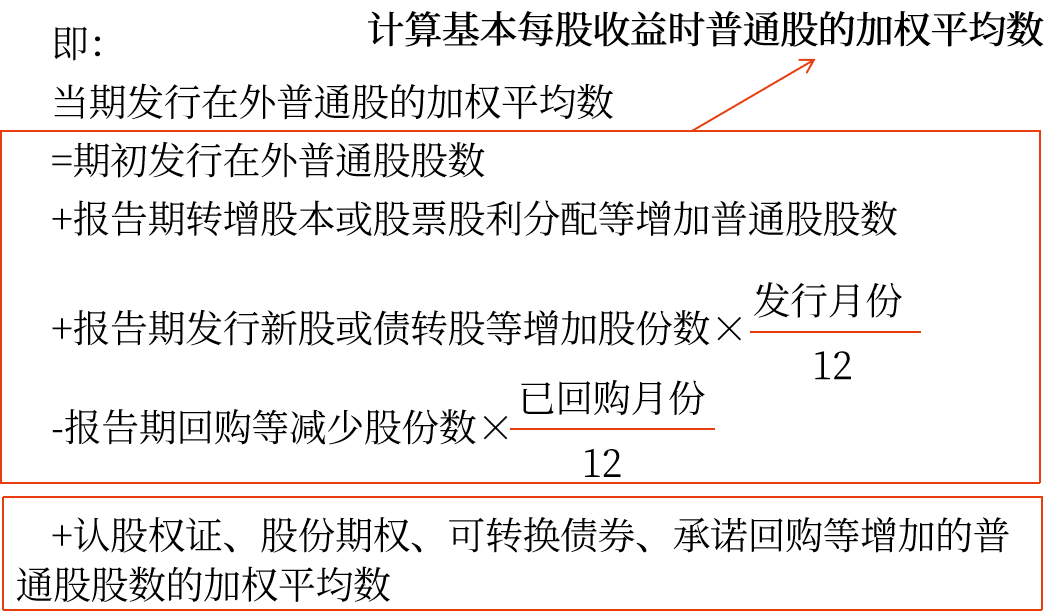 计算基本每股收益时普通股的加权平均数
即：
当期发行在外普通股的加权平均数
=期初发行在外普通股股数
+报告期转增股本或股票股利分配等增加普通股股数
+报告期发行新股或债转股等增加股份数×发行月份/12
-报告期回购等减少股份数×已回购月份/12
+认股权证、股份期权、可转换债券、承诺回购等增加的普
通股股数的加权平均数